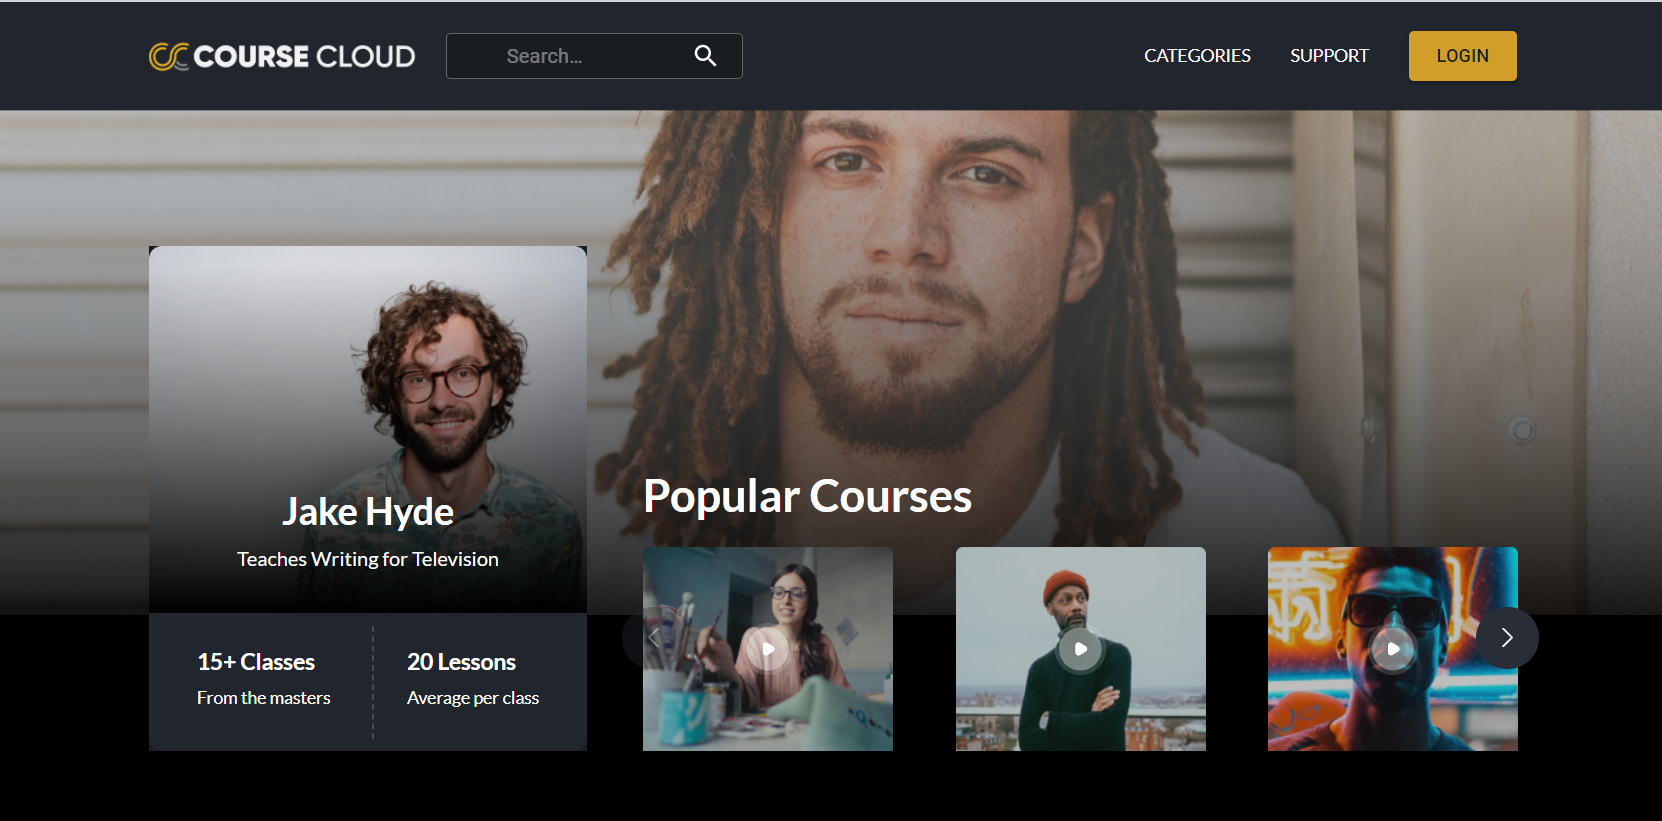 COURSE CLOUD
Search...
CATEGORIES
SUPPORT
LOGIN
Jake Hyde
Teaches Writing for Television
15+ Classes
From the masters
20 Lessons
Average per class
Popular Courses